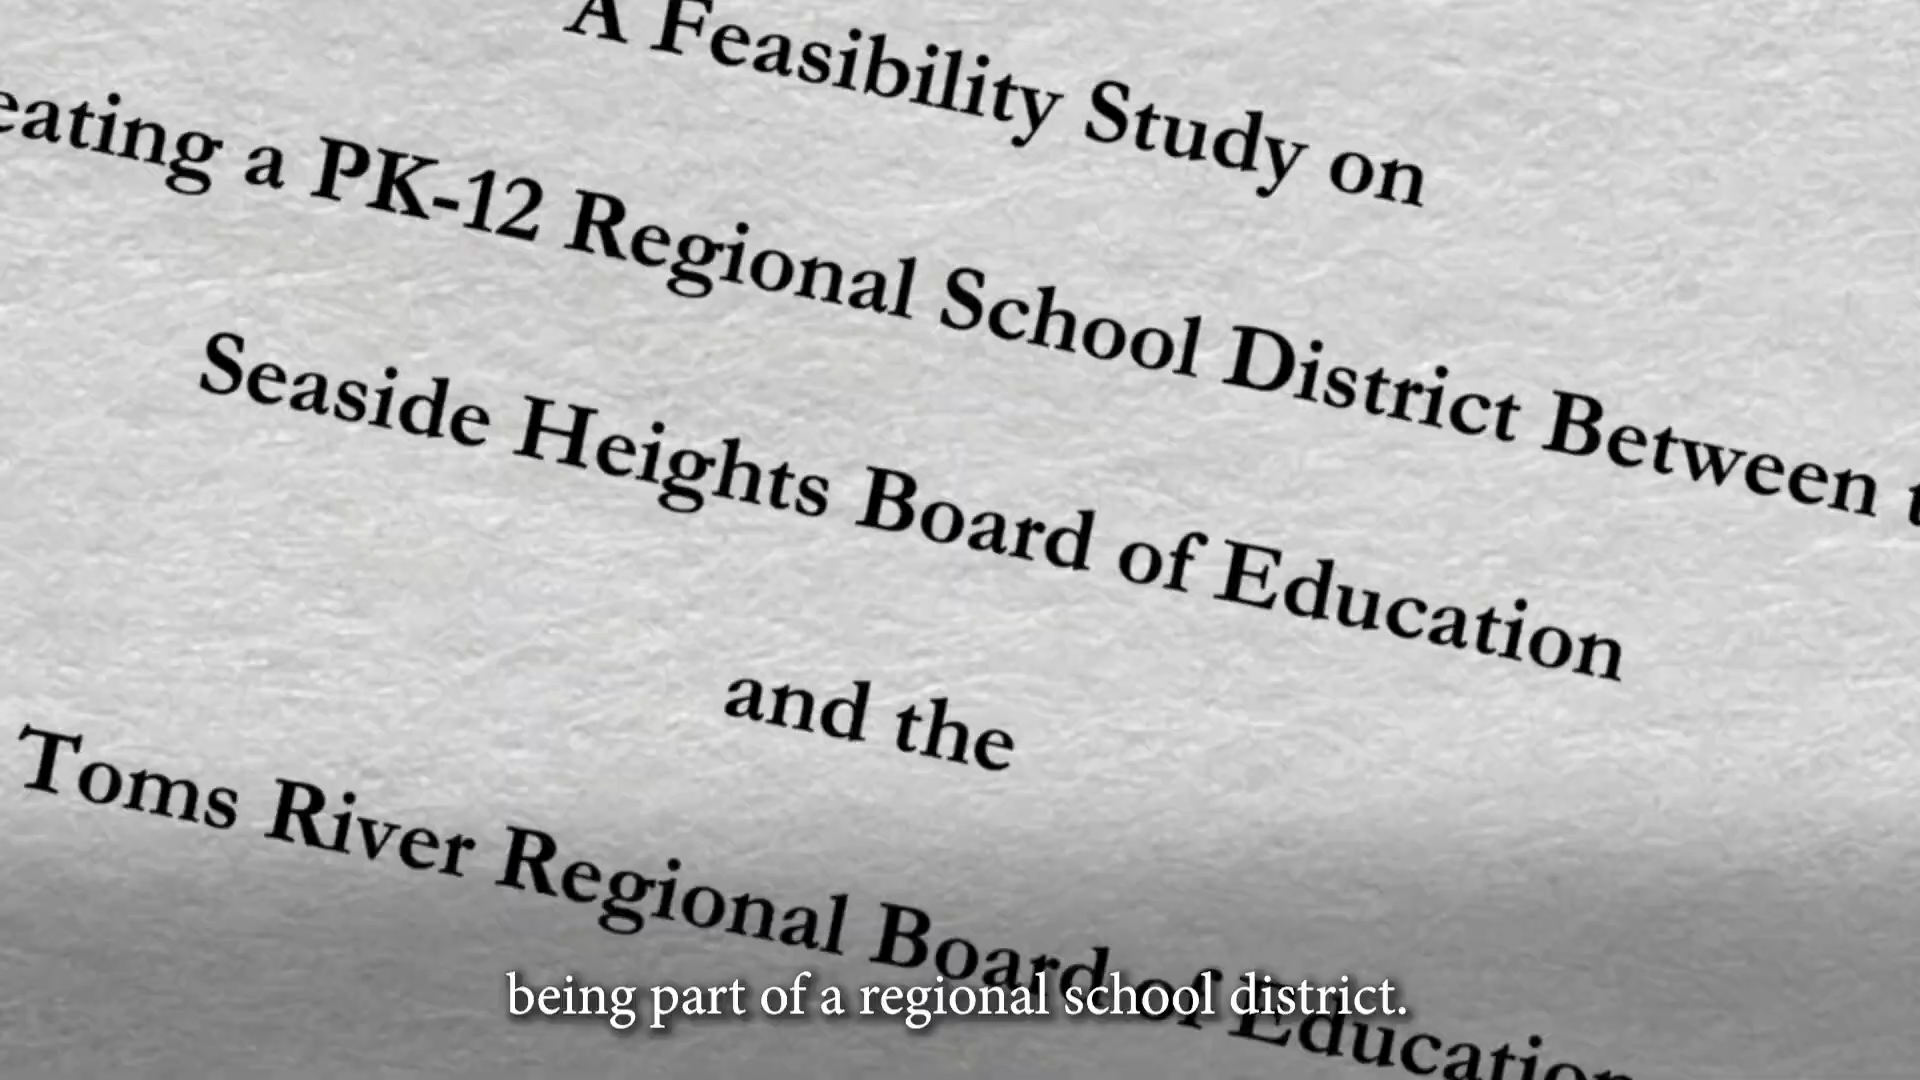 A Feasibility Study on
eating a PK-12 Regional School District Between t
Seaside Heights Board of Education
and the
Toms River Regional Board of Education
being part of a regional school district.